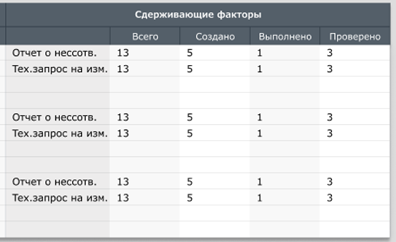 Сдерживающие факторы
Всего Создано Выполнено Проверено
Отчет о нессотв. 13 5 1 3
Тех.запрос на изм. 13 5 1 3
Отчет о нессотв. 13 5 1 3
Тех.запрос на изм. 13 5 1 3
Отчет о нессотв. 13 5 1 3
Тех.запрос на изм. 13 5 1 3